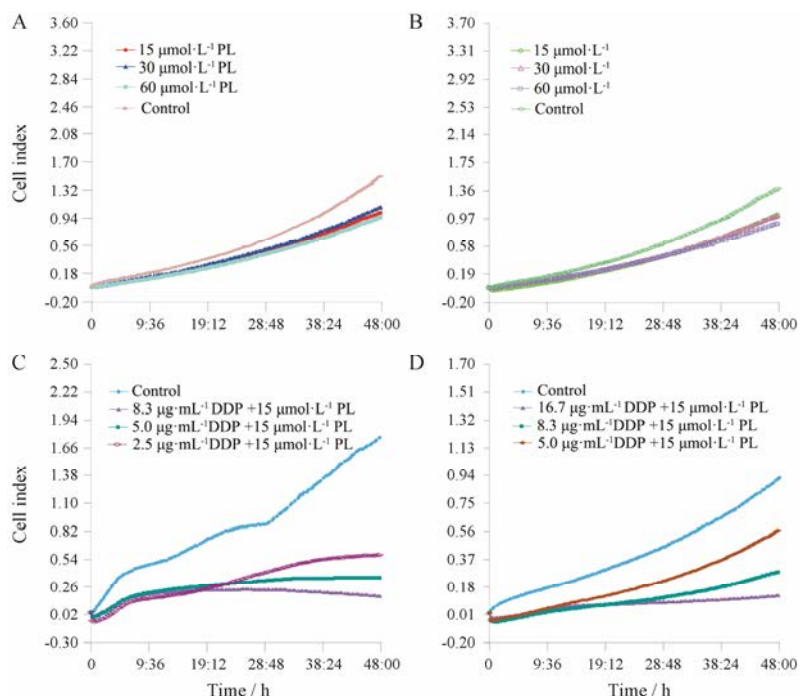 A
3.60
3.22
2.84
2.46
2.08
1.70
1.32
0.94
0.56
0.18
-0.20
Cell index
15 μmol·L⁻¹ PL
30 μmol·L⁻¹ PL
60 μmol·L⁻¹ PL
Control
0 9:36 19:12 28:48 38:24 48:00
B
3.70
3.31
2.92
2.53
2.14
1.75
1.36
0.97
0.58
0.19
-0.20
15 μmol·L⁻¹
30 μmol·L⁻¹
60 μmol·L⁻¹
Control
0 9:36 19:12 28:48 38:24 48:00
C
2.50
2.22
1.94
1.66
1.38
1.10
0.82
0.54
0.26
0.02
-0.30
Cell index
Control
8.3 μg·mL⁻¹ DDP +15 μmol·L⁻¹ PL
5.0 μg·mL⁻¹DDP +15 μmol·L⁻¹ PL
2.5 μg·mL⁻¹DDP +15 μmol·L⁻¹ PL
0 9:36 19:12 28:48 38:24 48:00
Time / h
D
1.70
1.51
1.32
1.13
0.94
0.75
0.56
0.37
0.18
0.01
-0.20
Control
16.7 μg·mL⁻¹ DDP +15 μmol·L⁻¹ PL
8.3 μg·mL⁻¹DDP +15 μmol·L⁻¹ PL
5.0 μg·mL⁻¹DDP +15 μmol·L⁻¹ PL
0 9:36 19:12 28:48 38:24 48:00
Time / h